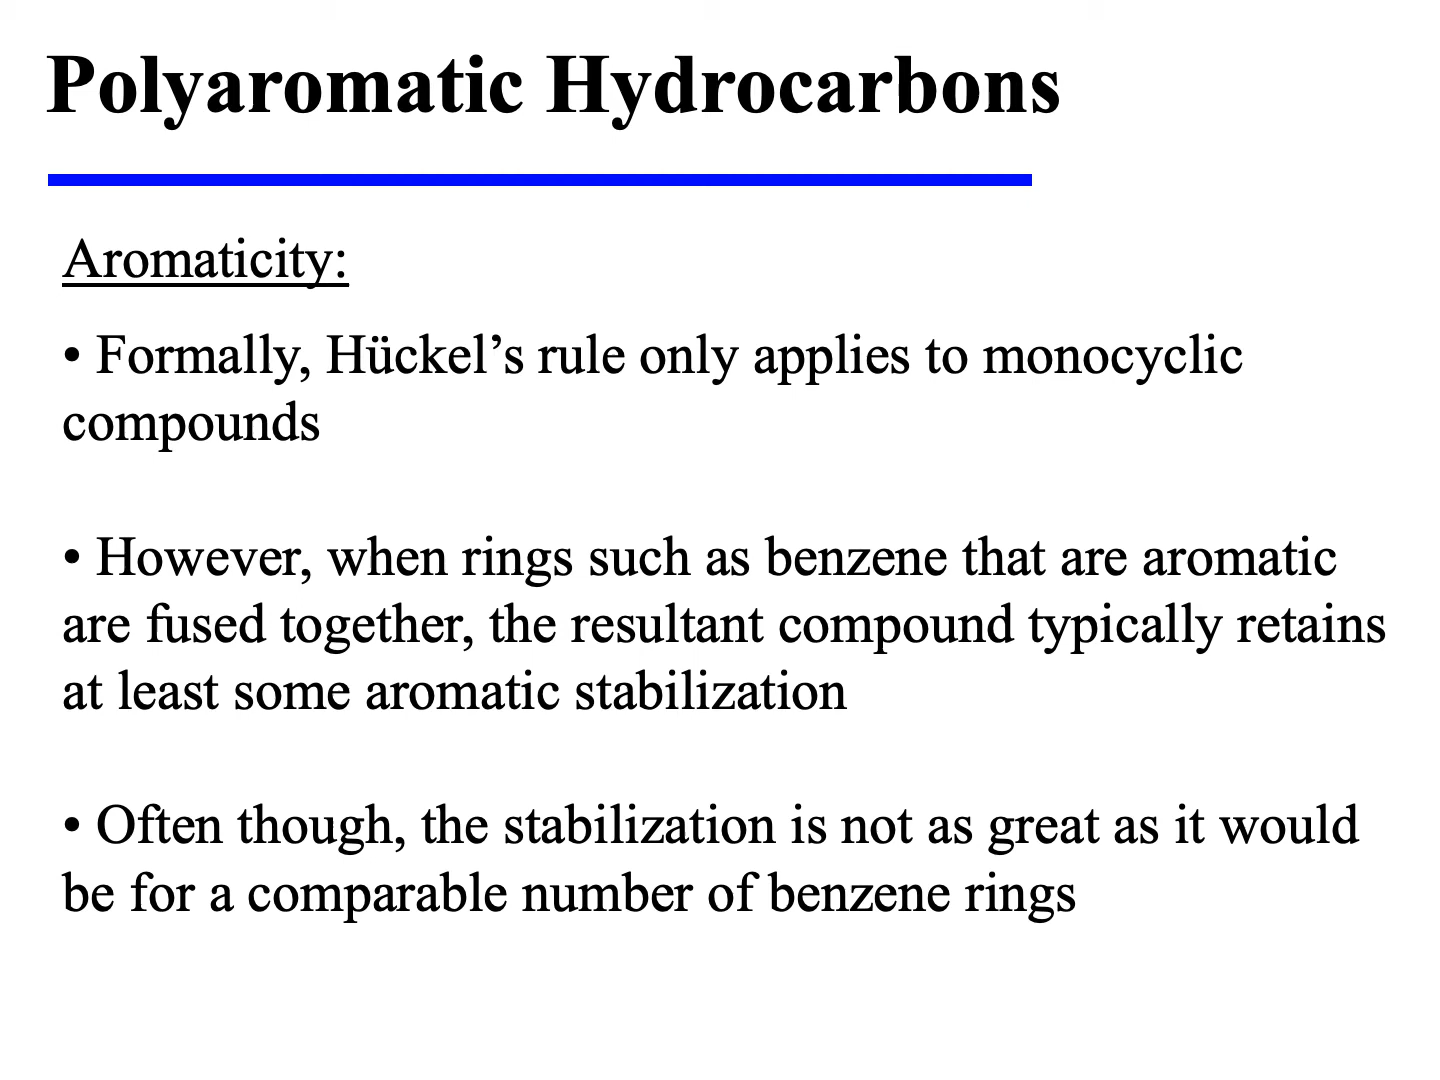 Polyaromatic Hydrocarbons
Aromaticity:
• Formally, Hückel’s rule only applies to monocyclic
compounds
• However, when rings such as benzene that are aromatic
are fused together, the resultant compound typically retains
at least some aromatic stabilization
• Often though, the stabilization is not as great as it would
be for a comparable number of benzene rings